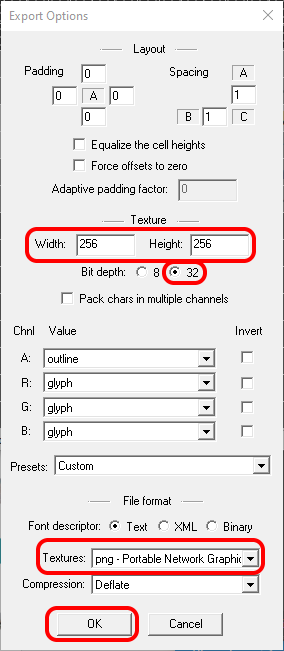 Export Options
Layout
Padding 0 Spacing A
0 A 0 1
0 B 1 C
Equalize the cell heights
Force offsets to zero
Adaptive padding factor: 0
Texture
Width: 256 Height: 256
Bit depth: 8 32
Pack chars in multiple channels
Chnl Value Invert
A: outline
R: glyph
G: glyph
B: glyph
Presets: Custom
File format
Font descriptor: Text XML Binary
Textures: png - Portable Network Graphic
Compression: Deflate
OK Cancel